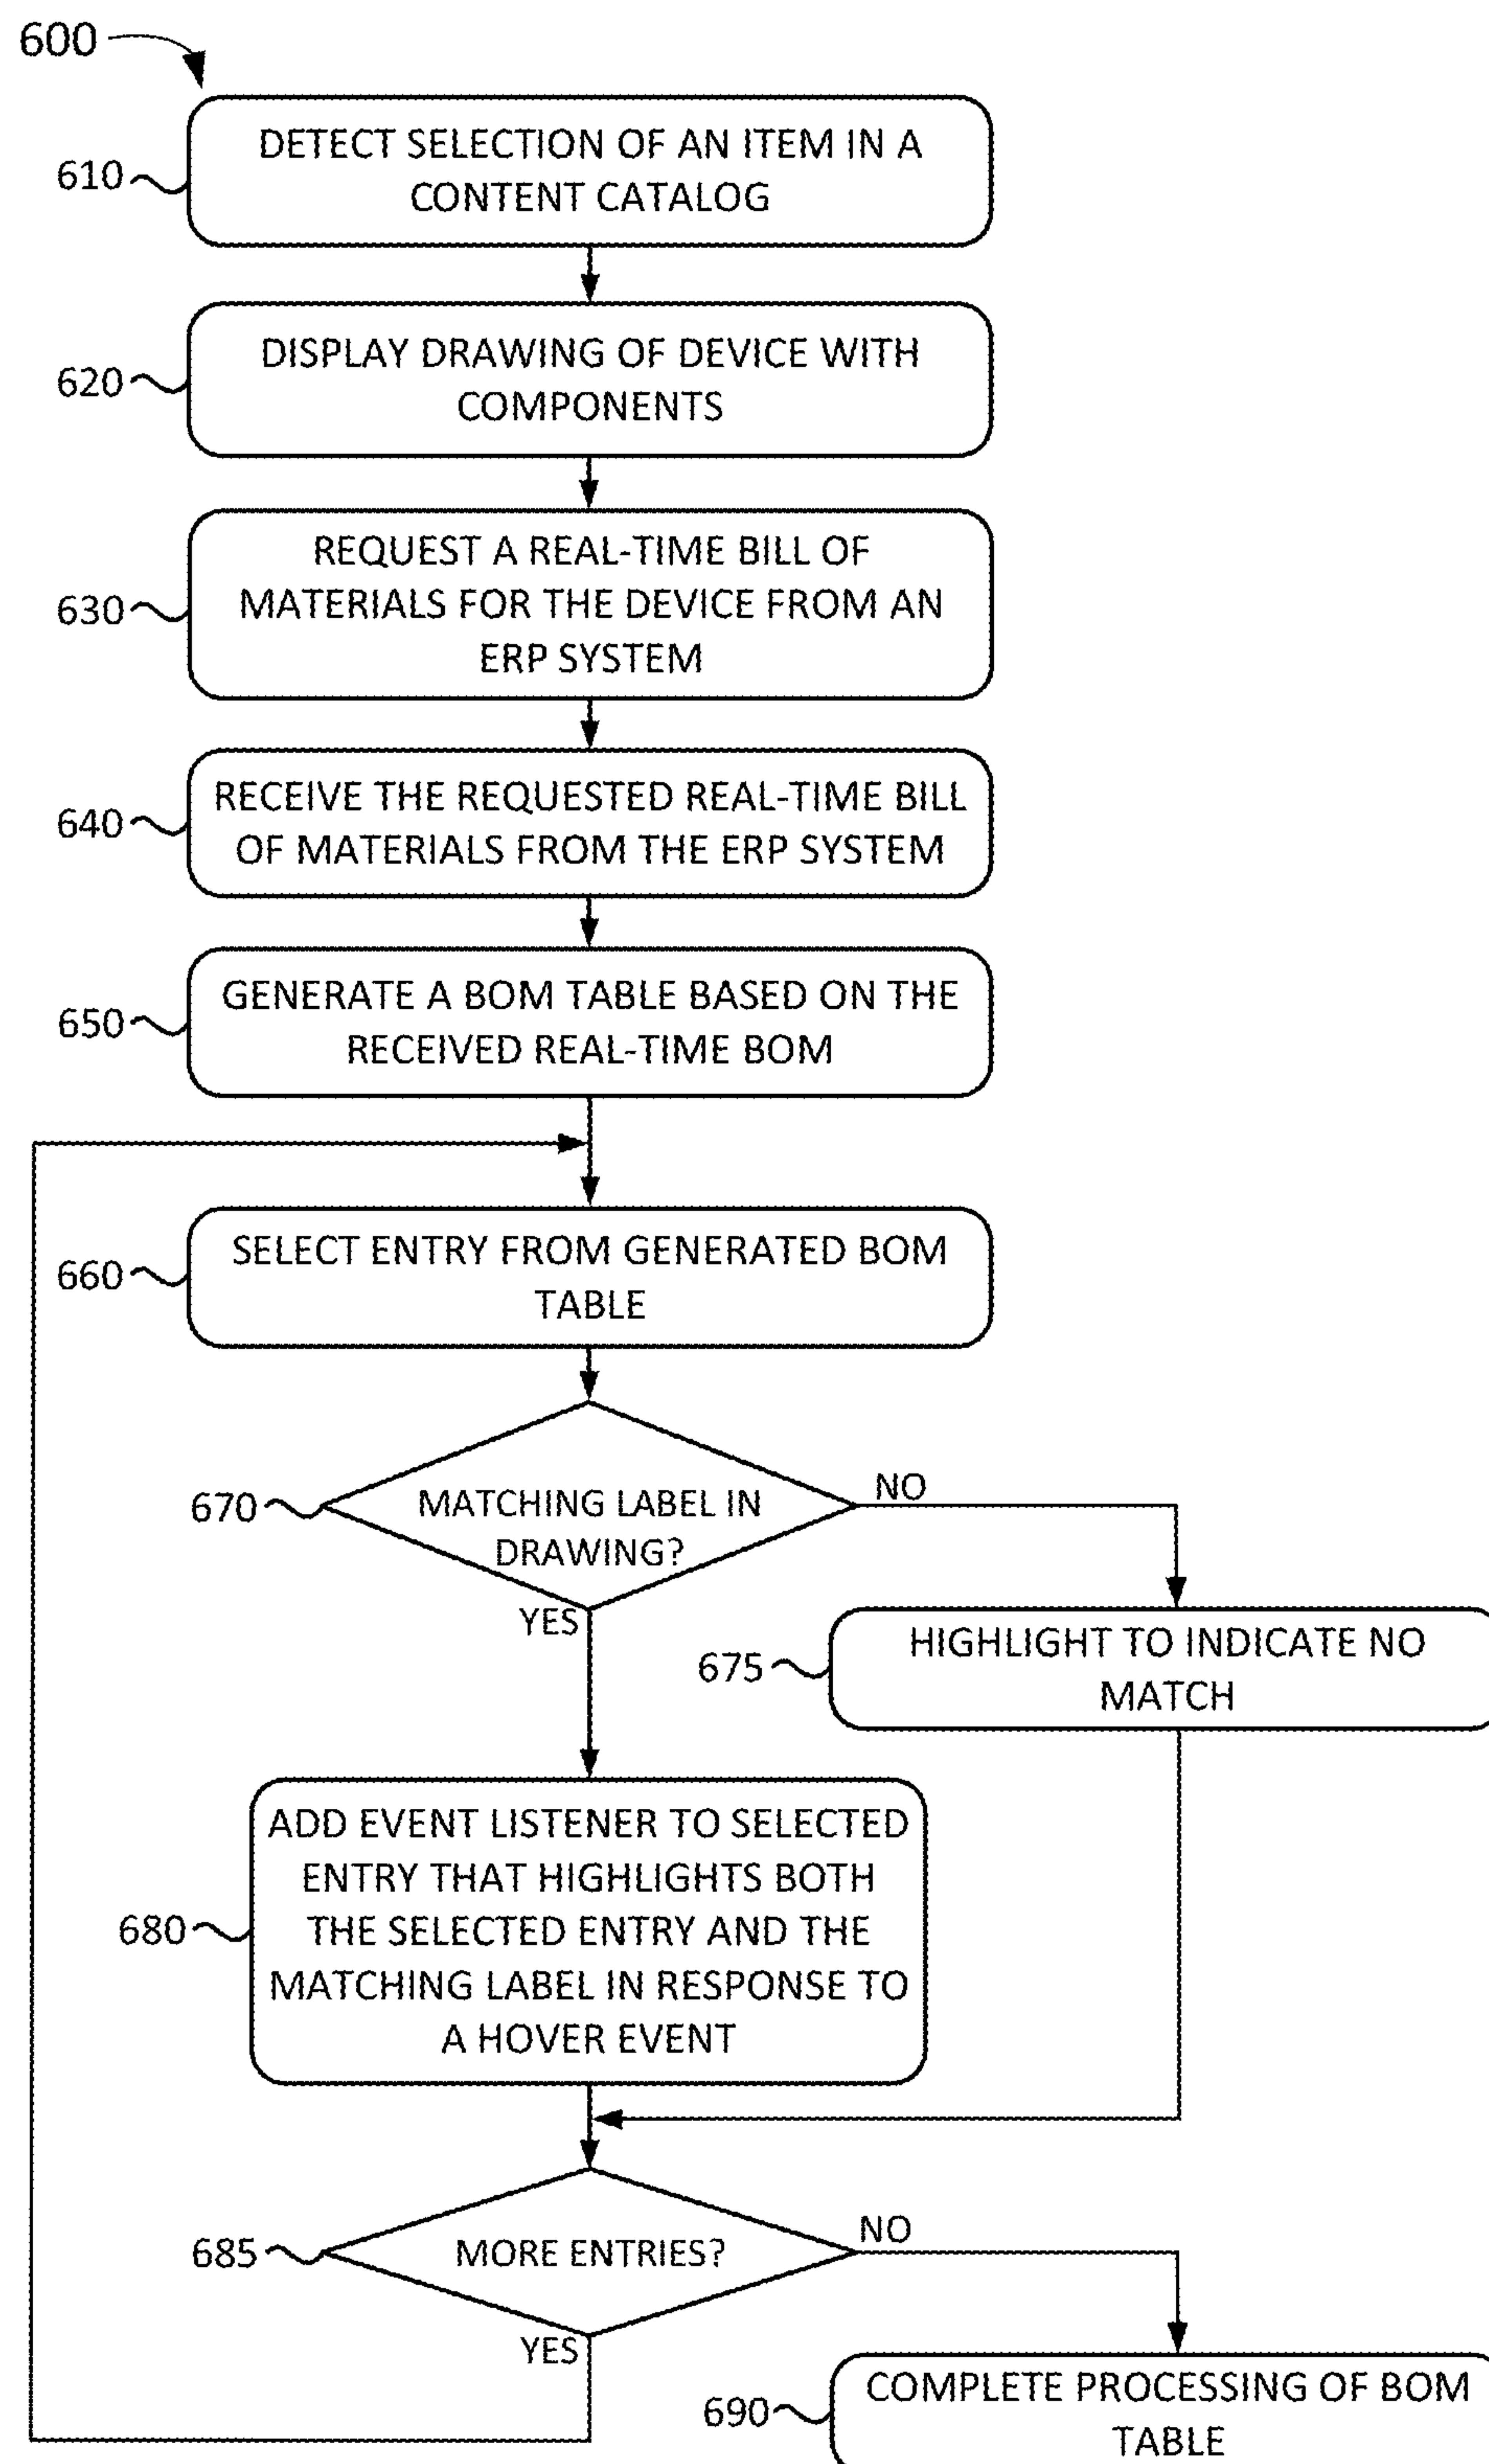 600
610
DETECT SELECTION OF AN ITEM IN A
CONTENT CATALOG
620
DISPLAY DRAWING OF DEVICE WITH
COMPONENTS
630
REQUEST A REAL-TIME BILL OF
MATERIALS FOR THE DEVICE FROM AN
ERP SYSTEM
640
RECEIVE THE REQUESTED REAL-TIME BILL
OF MATERIALS FROM THE ERP SYSTEM
650
GENERATE A BOM TABLE BASED ON THE
RECEIVED REAL-TIME BOM
660
SELECT ENTRY FROM GENERATED BOM
TABLE
670
MATCHING LABEL IN
DRAWING?
NO
YES
675
HIGHLIGHT TO INDICATE NO
MATCH
680
ADD EVENT LISTENER TO SELECTED
ENTRY THAT HIGHLIGHTS BOTH
THE SELECTED ENTRY AND THE
MATCHING LABEL IN RESPONSE TO
A HOVER EVENT
685
MORE ENTRIES?
NO
YES
690
COMPLETE PROCESSING OF BOM
TABLE